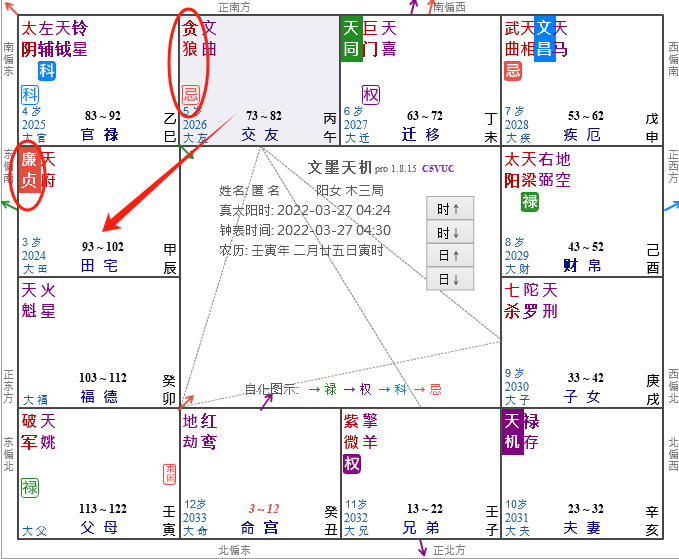 正南方
南偏西
南偏东
太左天铃
阴辅钺星
科
科
4岁
2025
大官
83~92
官禄
乙
巳
贪文
狼曲
忌
5岁
2026
大友
73~82
交友
丙
午
天巨天
同门喜
权
6岁
2027
大迁
63~72
迁移
丁
未
武天文天
曲相昌马
忌
7岁
2028
大疾
53~62
疾厄
戊
申
西偏南
东偏南
廉天
贞府
3岁
2024
大田
93~102
田宅
甲
辰
文墨天机pro 1.8.15 C5VUC
姓名: 匿名 阳女 木三局
真太阳时: 2022-03-27 04:24
钟表时间: 2022-03-27 04:30
农历: 壬寅年 二月廿五日寅时
时↑
时↓
日↑
日↓
太天右地
阳梁弼空
禄
8岁
2029
大财
43~52
财帛
己
酉
正西方
正东方
天火
魁星
大福
103~112
福德
癸
卯
自化图示: →禄 →权 →科 →忌
七陀天
杀罗刑
9岁
2030
大子
33~42
子女
庚
戌
西偏北
东偏北
破天
军姚
禄
来因
大父
113~122
父母
壬
寅
地红
劫鸾
12岁
2033
大命
3~12
命宫
癸
丑
紫擎
微羊
权
11岁
2032
大兄
13~22
兄弟
壬
子
天禄
机存
10岁
2031
大夫
23~32
夫妻
辛
亥
北偏西
北偏东
正北方